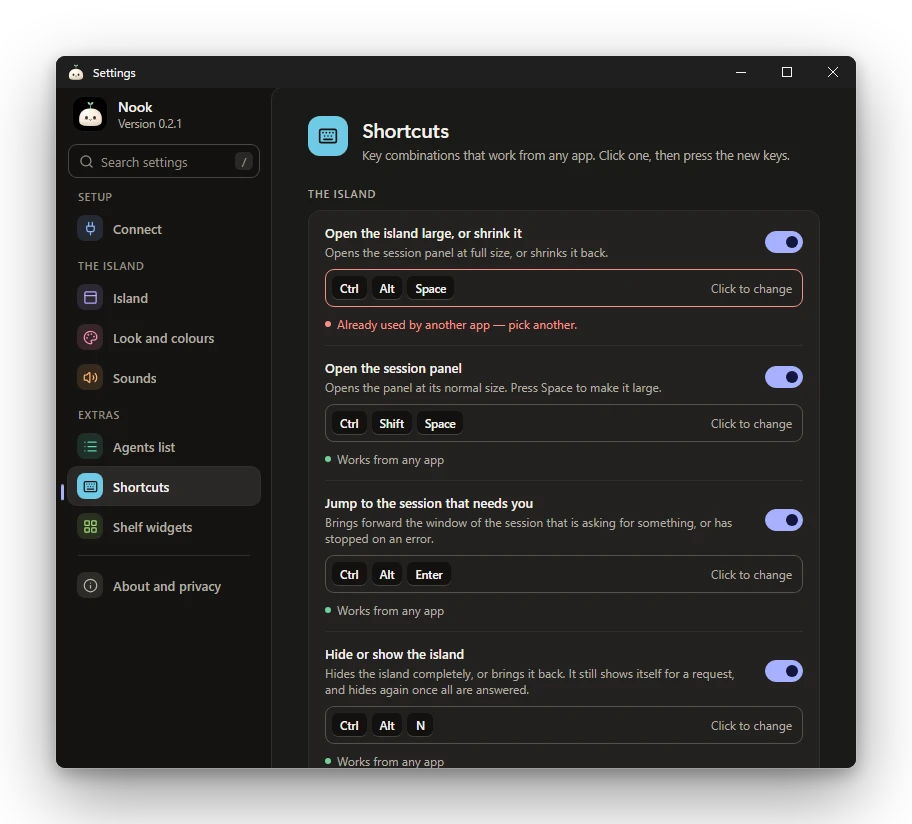 Settings
Nook
Version 0.2.1
Search settings /
SETUP
Connect
THE ISLAND
Island
Look and colours
Sounds
EXTRAS
Agents list
Shortcuts
Shelf widgets
About and privacy
Shortcuts
Key combinations that work from any app. Click one, then press the new keys.
THE ISLAND
Open the island large, or shrink it
Opens the session panel at full size, or shrinks it back.
Ctrl Alt Space Click to change
Already used by another app — pick another.
Open the session panel
Opens the panel at its normal size. Press Space to make it large.
Ctrl Shift Space Click to change
Works from any app
Jump to the session that needs you
Brings forward the window of the session that is asking for something, or has
stopped on an error.
Ctrl Alt Enter Click to change
Works from any app
Hide or show the island
Hides the island completely, or brings it back. It still shows itself for a request,
and hides again once all are answered.
Ctrl Alt N Click to change
Works from any app